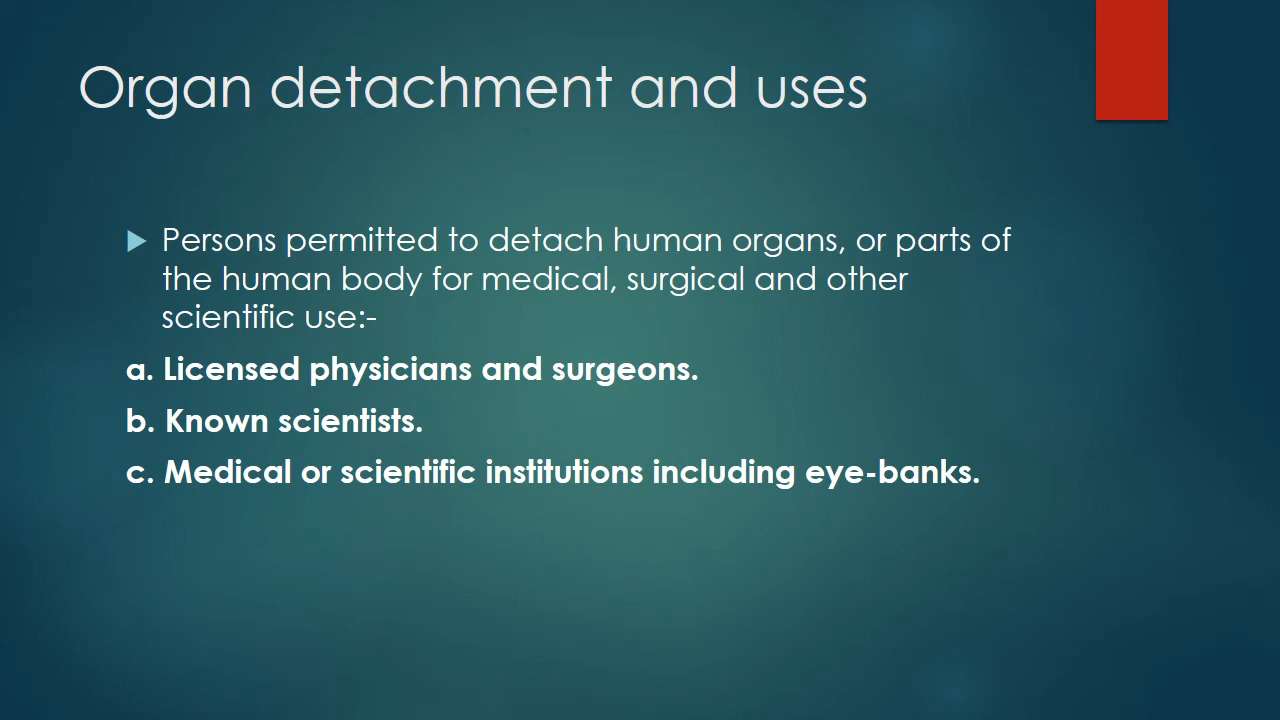 Organ detachment and uses
Persons permitted to detach human organs, or parts of
the human body for medical, surgical and other
scientific use:-
a. Licensed physicians and surgeons.
b. Known scientists.
c. Medical or scientific institutions including eye-banks.